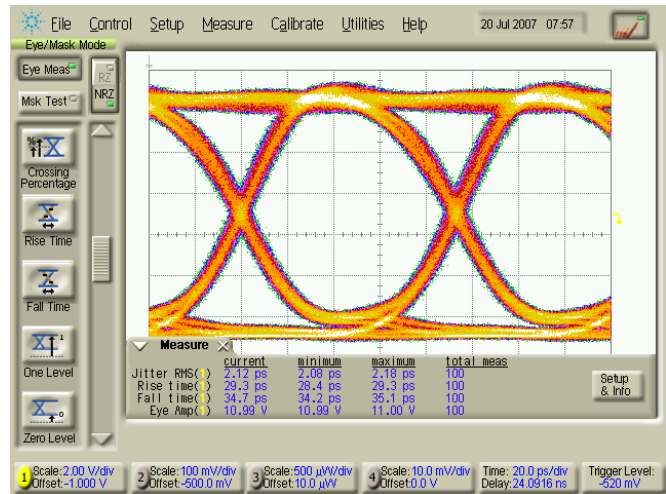 File Control Setup Measure Calibrate Utilities Help 20 Jul 2007 07:57
Eye/Mask Mode
Eye Meas
RZ
Msk Test
NRZ
Crossing
Percentage
Rise Time
Fall Time
One Level
Zero Level
Measure
current minimum maximum total meas
Jitter RMS(1) 2.12 ps 2.08 ps 2.18 ps 100
Rise time(1) 29.3 ps 28.4 ps 29.3 ps 100
Fall time(1) 34.7 ps 34.2 ps 35.1 ps 100
Eye Amp(1) 10.99 V 10.99 V 11.00 V 100
Setup
& Info
1 Scale:2.00 V/div
Offset:-1.000 V
2 Scale:100 mV/div
Offset:-500.0 mV
3 Scale:500 µW/div
Offset:10.0 µW
4 Scale:10.0 mV/div
Offset:0.0 V
Time: 20.0 ps/div
Delay:24.0916 ns
Trigger Level:
-520 mV